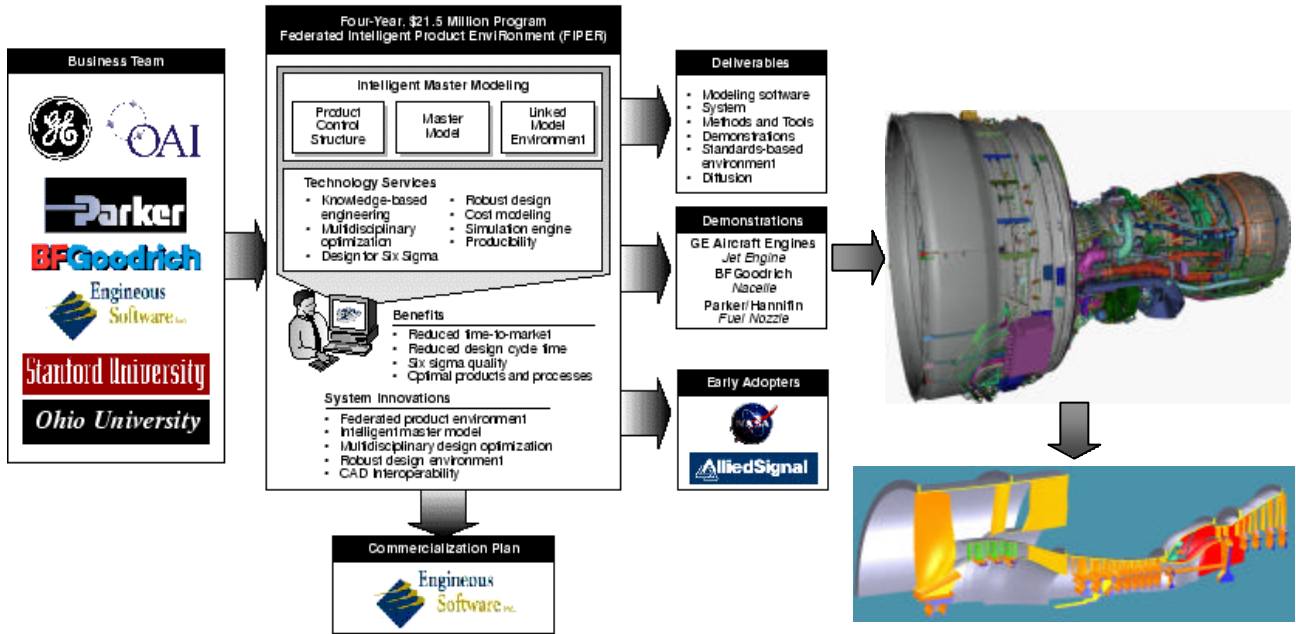 Business Team
GE
OAI
Parker
BFGoodrich
Engineous
Software Inc.
Stanford University
Ohio University
Four-Year, $21.5 Million Program
Federated Intelligent Product EnviRonment (FIPER)
Intelligent Master Modeling
Product
Control
Structure
Master
Model
Linked
Model
Environment
Technology Services
• Knowledge-based
engineering
• Multidisciplinary
optimization
• Design for Six Sigma
• Robust design
• Cost modeling
• Simulation engine
• Producibility
Benefits
• Reduced time-to-market
• Reduced design cycle time
• Six sigma quality
• Optimal products and processes
System Innovations
• Federated product environment
• Intelligent master model
• Multidisciplinary design optimization
• Robust design environment
• CAD Interoperability
Commercialization Plan
Engineous
Software Inc.
Deliverables
• Modeling software
• System
• Methods and Tools
• Demonstrations
• Standards-based
environment
• Diffusion
Demonstrations
GE Aircraft Engines
Jet Engine
BFGoodrich
Nacelle
Parker/Hannifin
Fuel Nozzle
Early Adopters
NASA
AlliedSignal